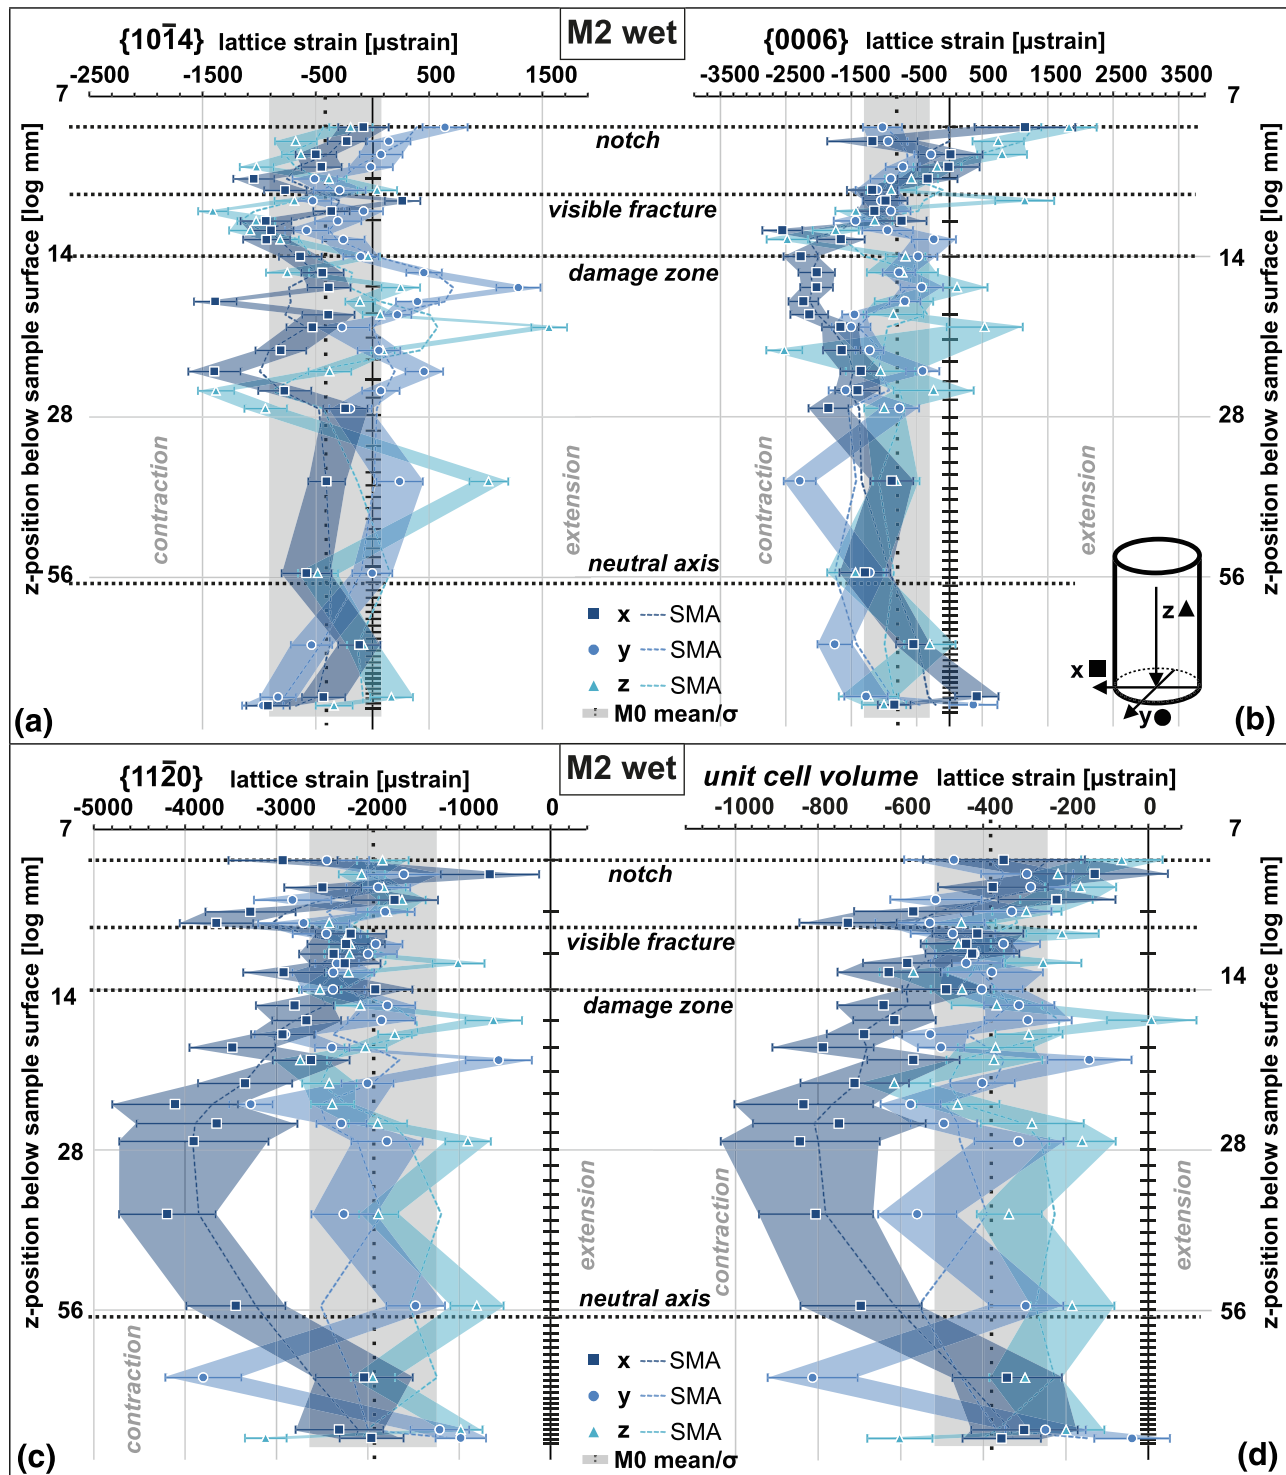 {10-14} lattice strain [µstrain]
M2 wet
{0006} lattice strain [µstrain]
-2500 -1500 -500 500 1500
-3500 -2500 -1500 -500 500 1500 2500 3500
7 7
notch
visible fracture
14 14
damage zone
28 28
contraction extension contraction extension
neutral axis
56 56
x SMA
y SMA
z SMA
M0 mean/σ
z-position below sample surface [log mm]
z-position below sample surface [log mm]
z
x
y
(a) (b)
{11-20} lattice strain [µstrain]
M2 wet
unit cell volume lattice strain [µstrain]
-5000 -4000 -3000 -2000 -1000 0
-1000 -800 -600 -400 -200 0
7 7
notch
visible fracture
14 14
damage zone
28 28
contraction extension contraction extension
neutral axis
56 56
x SMA
y SMA
z SMA
M0 mean/σ
z-position below sample surface [log mm]
z-position below sample surface [log mm]
(c) (d)